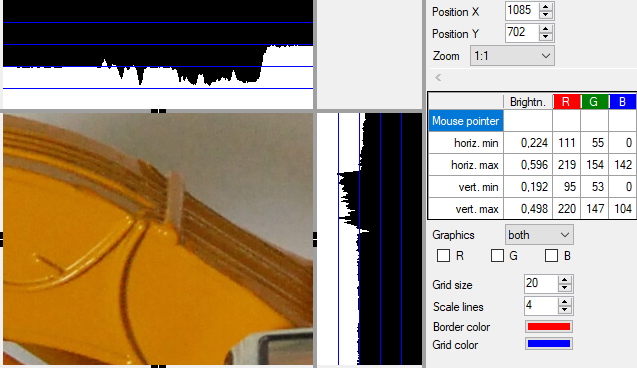 Position X 1085
Position Y 702
Zoom 1:1
<
Brightn. R G B
Mouse pointer
horiz. min 0,224 111 55 0
horiz. max 0,596 219 154 142
vert. min 0,192 95 53 0
vert. max 0,498 220 147 104
Graphics both
R G B
Grid size 20
Scale lines 4
Border color
Grid color